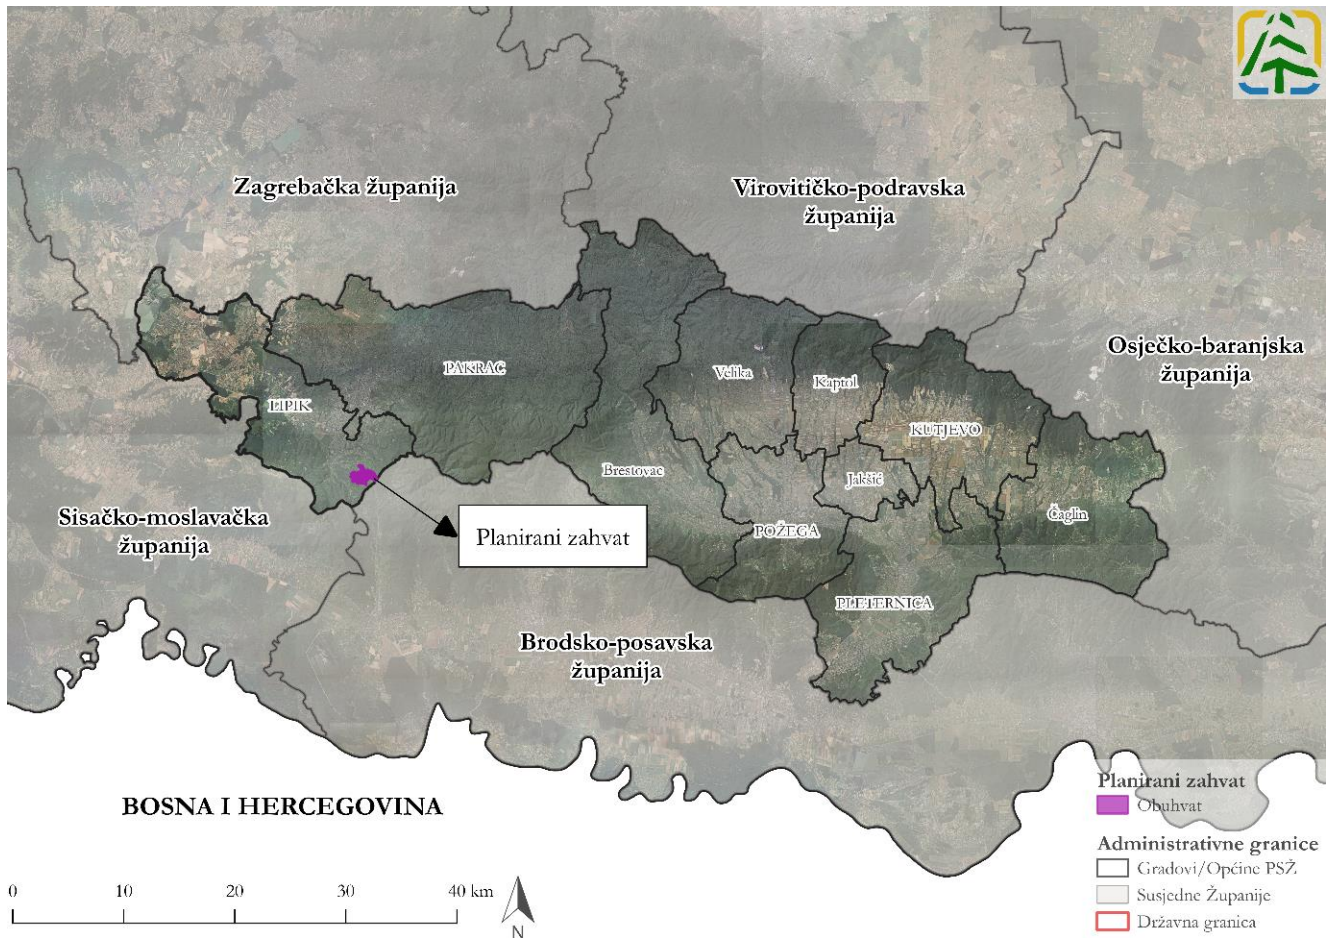 Zagrebačka županija
Virovitičko-podravska
županija
Osječko-baranjska
županija
PAKRAC
Velika
Kaptol
LIPIK
KUTJEVO
Brestovac
Jakšić
Čaglin
Sisačko-moslavačka
županija
Planirani zahvat
POŽEGA
PLETERNICA
Brodsko-posavska
županija
BOSNA I HERCEGOVINA
Planirani zahvat
Obuhvat
Administrativne granice
Gradovi/Općine PSŽ
Susjedne Županije
Državna granica
0 10 20 30 40 km
N